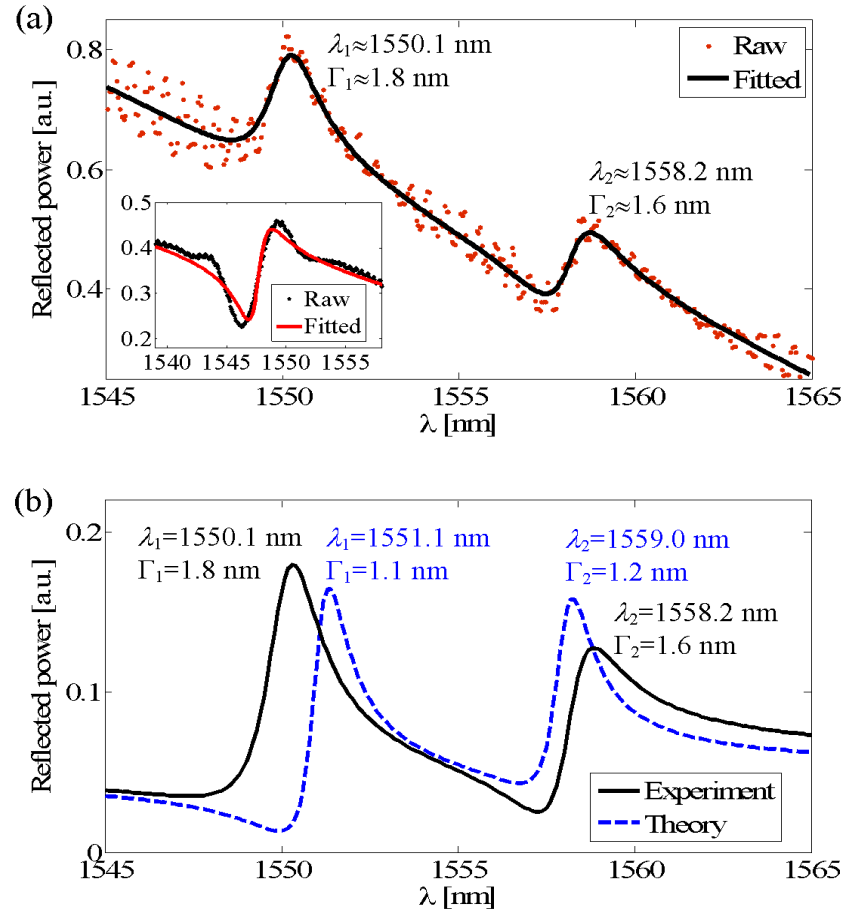 (a)
0.8
0.6
0.4
Reflected power [a.u.]
λ₁≈1550.1 nm
Γ₁≈1.8 nm
Raw
Fitted
λ₂≈1558.2 nm
Γ₂≈1.6 nm
0.5
0.4
0.3
0.2
Raw
Fitted
1540 1545 1550 1555
1545 1550 1555 1560 1565
λ [nm]
(b)
0.2
0.1
0
Reflected power [a.u.]
λ₁=1550.1 nm
Γ₁=1.8 nm
λ₁=1551.1 nm
Γ₁=1.1 nm
λ₂=1559.0 nm
Γ₂=1.2 nm
λ₂=1558.2 nm
Γ₂=1.6 nm
Experiment
Theory
1545 1550 1555 1560 1565
λ [nm]